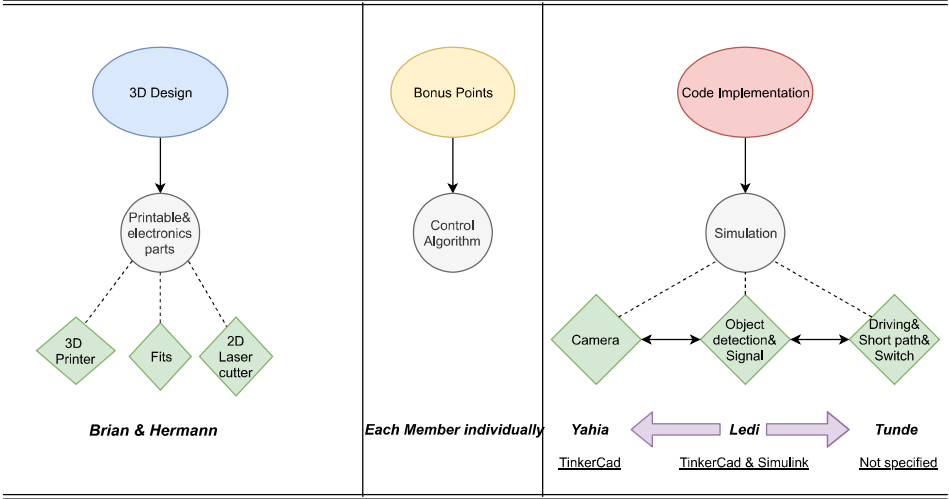 3D Design
Printable&
electronics
parts
3D
Printer
Fits
2D
Laser
cutter
Brian & Hermann
Bonus Points
Control
Algorithm
Each Member individually
Code Implementation
Simulation
Camera
Object
detection&
Signal
Driving&
Short path&
Switch
Yahia
Ledi
Tunde
TinkerCad
TinkerCad & Simulink
Not specified